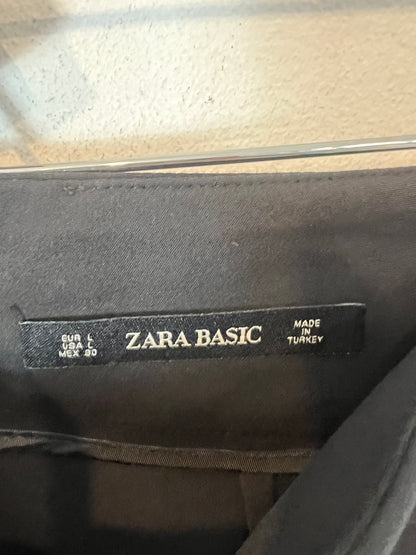 EUR L
USA L
MEX 30
ZARA BASIC
MADE
IN
TURKEY